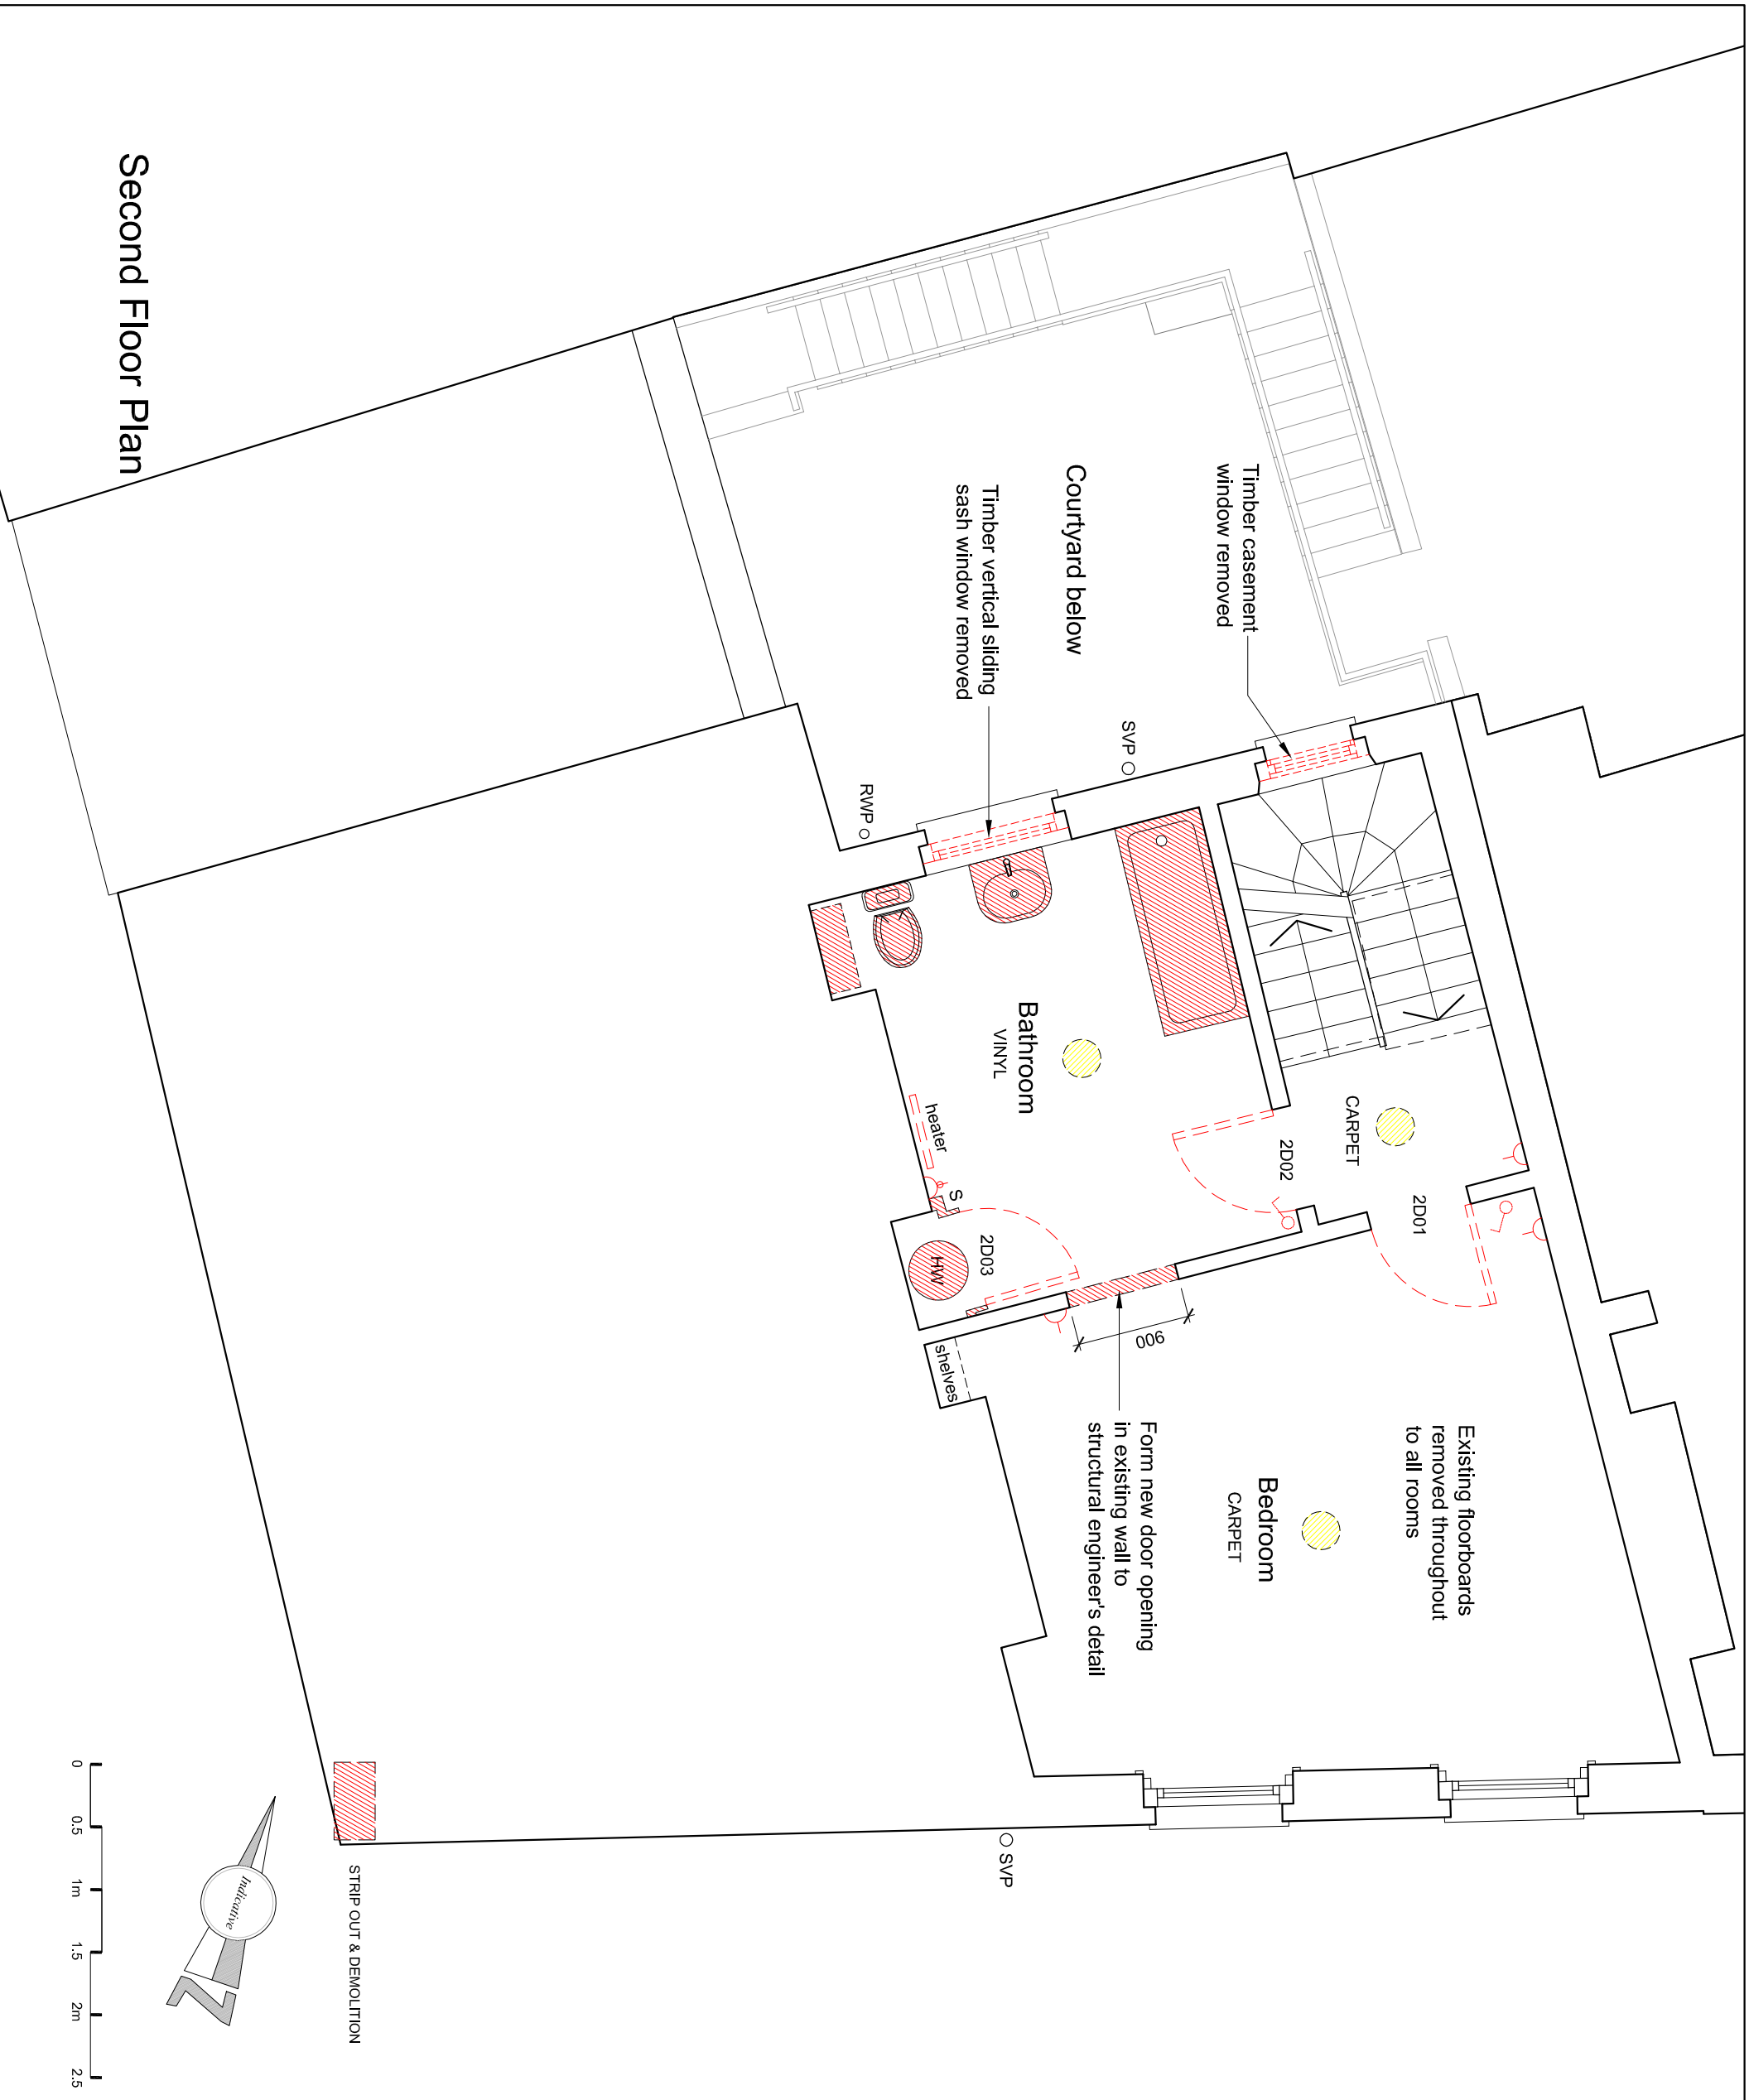 Existing floorboards
removed throughout
to all rooms
2D01
CARPET
2D02
Bedroom
CARPET
Timber casement
window removed
SVP
Courtyard below
Form new door opening
in existing wall to
structural engineer's detail
900
Bathroom
VINYL
Timber vertical sliding
sash window removed
2D03
S
heater
HW
shelves
RWP
SVP
STRIP OUT & DEMOLITION
Indicative
N
Second Floor Plan
0
0.5
1m
1.5
2m
2.5